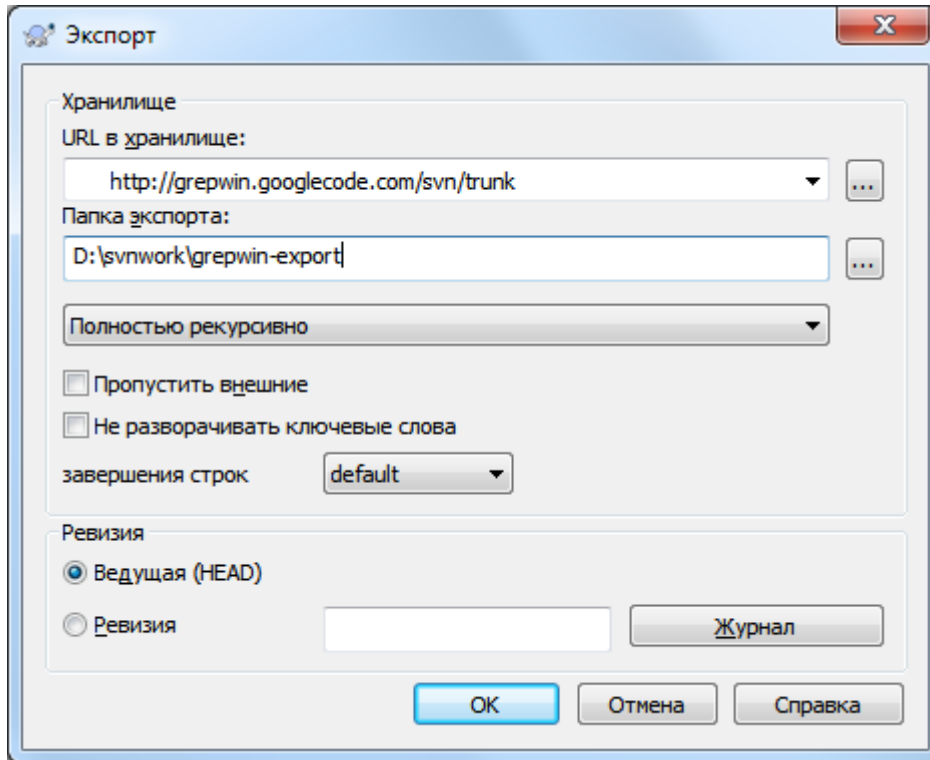 Экспорт
Хранилище
URL в хранилище:
http://grepwin.googlecode.com/svn/trunk
...
Папка экспорта:
D:\svnwork\grepwin-export
...
Полностью рекурсивно
Пропустить внешние
Не разворачивать ключевые слова
завершения строк default
Ревизия
Ведущая (HEAD)
Ревизия Журнал
OK Отмена Справка